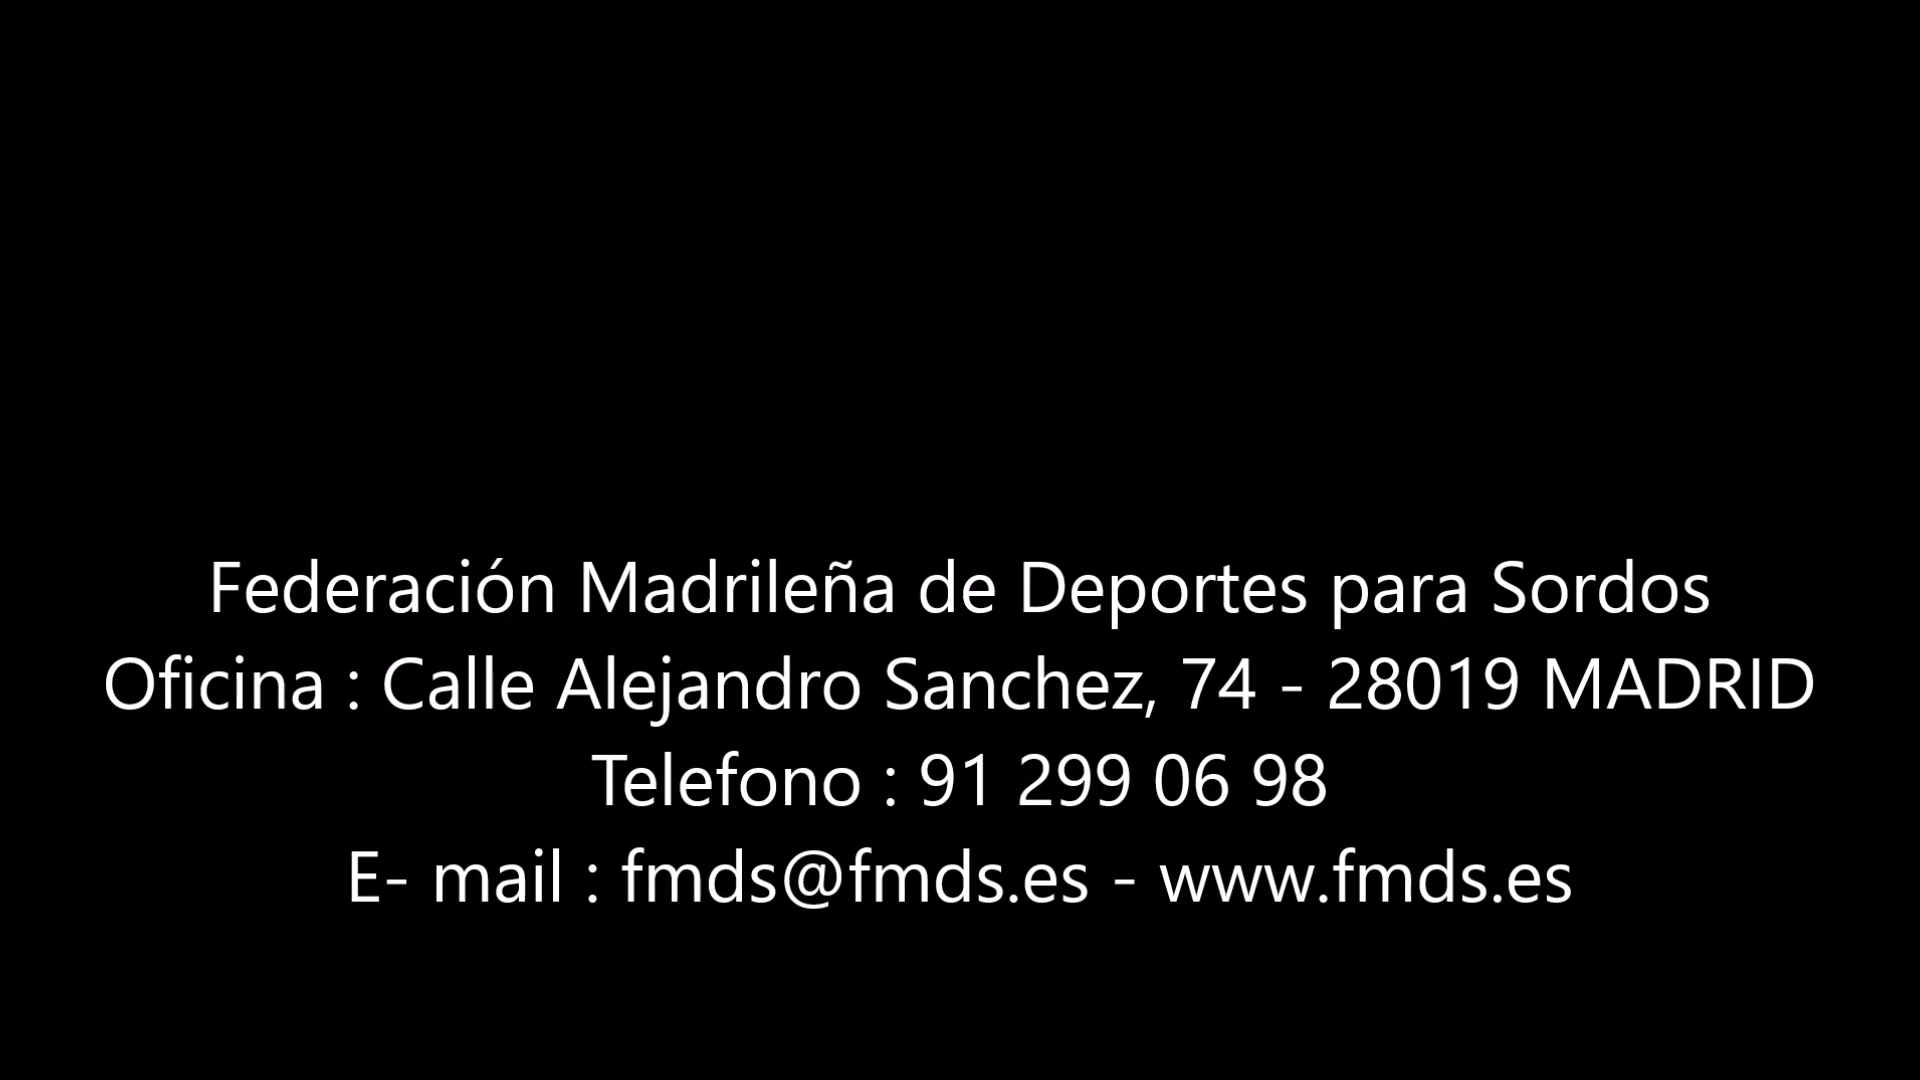 Federación Madrileña de Deportes para Sordos
Oficina : Calle Alejandro Sanchez, 74 - 28019 MADRID
Telefono : 91 299 06 98
E- mail : fmds@fmds.es - www.fmds.es